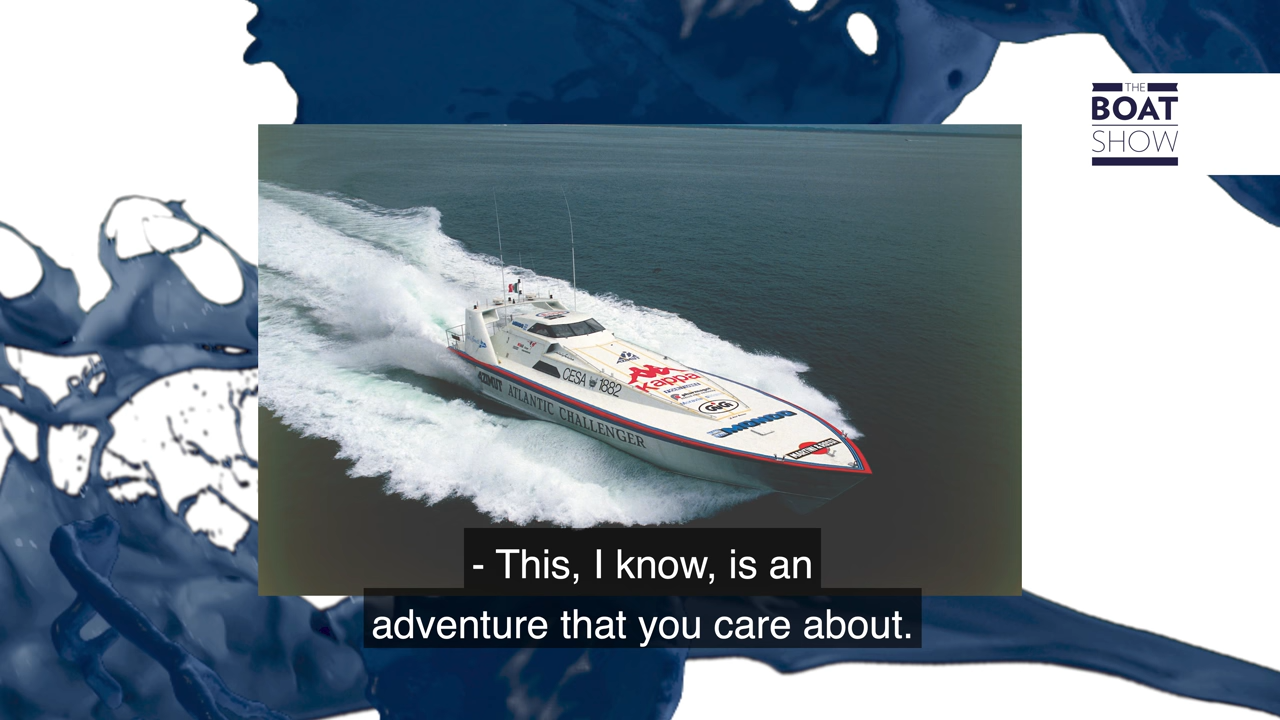 THE
BOAT
SHOW
CESA 1882
AZIMUT ATLANTIC CHALLENGER
Kappa
GiG
MONDO
- This, I know, is an
adventure that you care about.